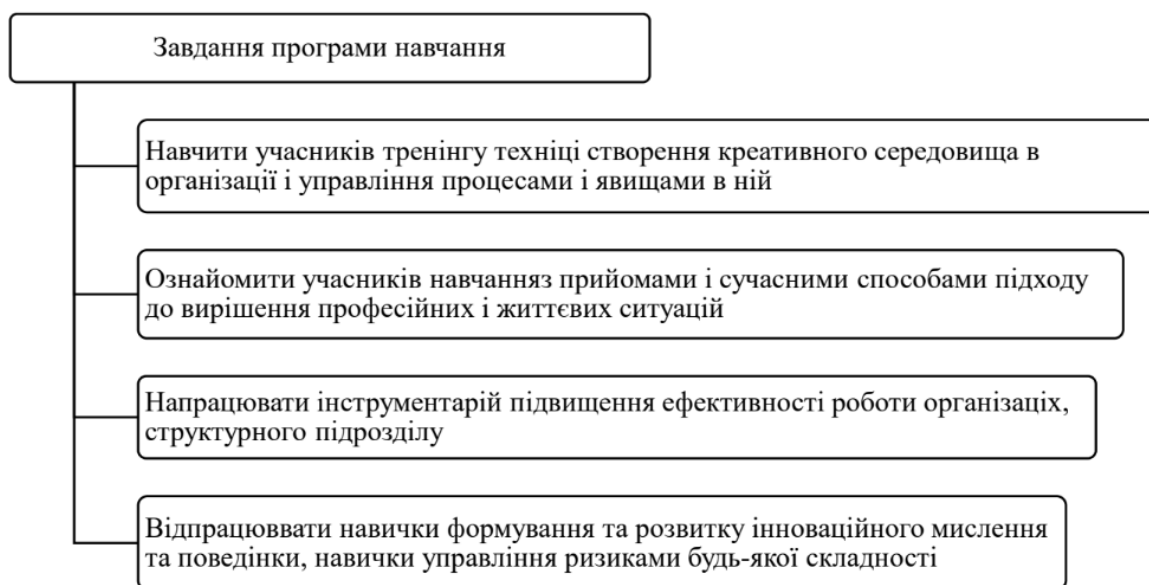 Завдання програми навчання
Навчити учасників тренінгу техніці створення креативного середовища в
організації і управління процесами і явищами в ній
Ознайомити учасників навчанняз прийомами і сучасними способами підходу
до вирішення професійних і життєвих ситуацій
Напрацювати інструментарій підвищення ефективності роботи організаціх,
структурного підрозділу
Відпрацюввати навички формування та розвитку інноваційного мислення
та поведінки, навички управління ризиками будь-якої складності